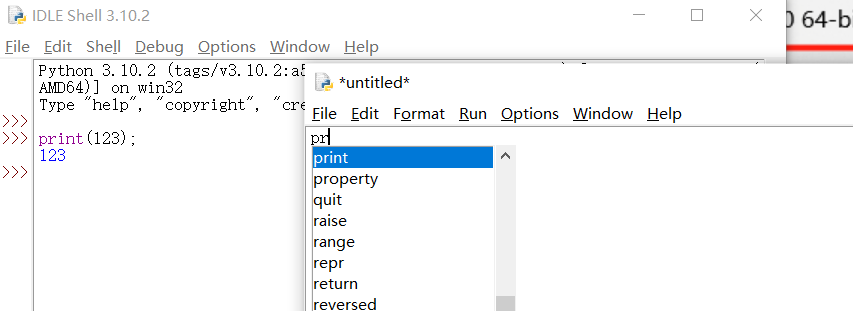 IDLE Shell 3.10.2
0 64-b
File Edit Shell Debug Options Window Help
Python 3.10.2 (tags/v3.10.2:a5
AMD64)] on win32
Type "help", "copyright", "cre
>>>
>>> print(123);
123
>>>
*untitled*
File Edit Format Run Options Window Help
pr
print
property
quit
raise
range
repr
return
reversed